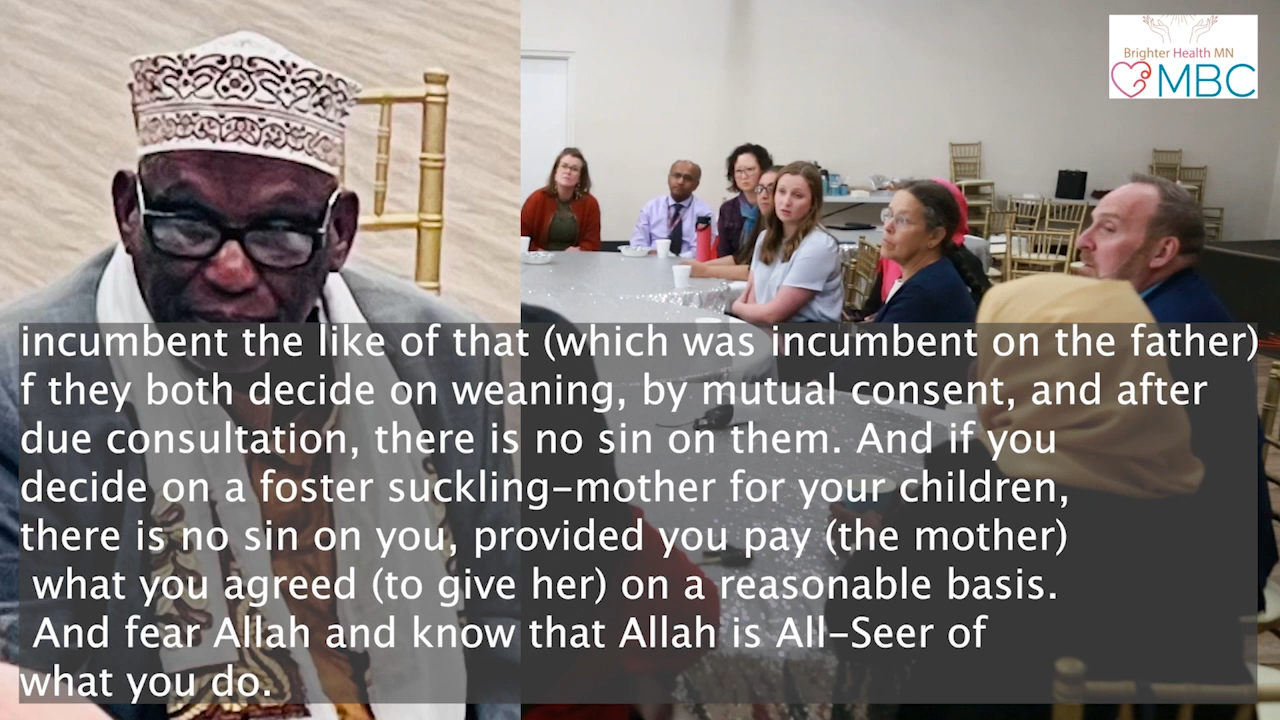 Brighter Health MN
MBC
incumbent the like of that (which was incumbent on the father)
f they both decide on weaning, by mutual consent, and after
due consultation, there is no sin on them. And if you
decide on a foster suckling-mother for your children,
there is no sin on you, provided you pay (the mother)
what you agreed (to give her) on a reasonable basis.
And fear Allah and know that Allah is All-Seer of
what you do.